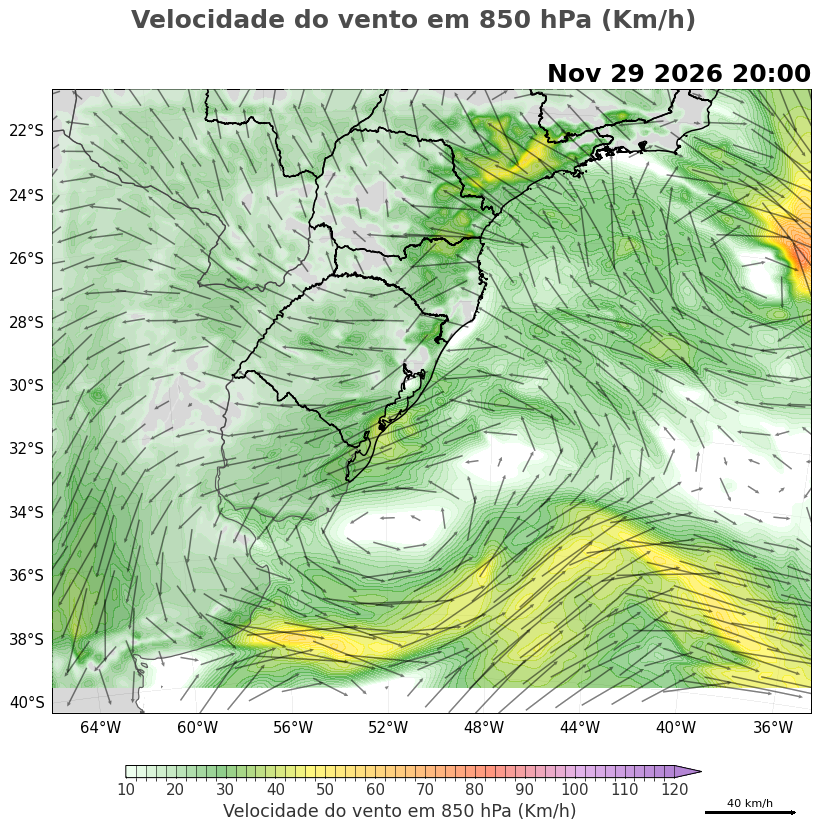 Velocidade do vento em 850 hPa (Km/h)
Nov 29 2026 20:00
22°S
24°S
26°S
28°S
30°S
32°S
34°S
36°S
38°S
40°S
64°W 60°W 56°W 52°W 48°W 44°W 40°W 36°W
10 20 30 40 50 60 70 80 90 100 110 120
Velocidade do vento em 850 hPa (Km/h)
40 km/h